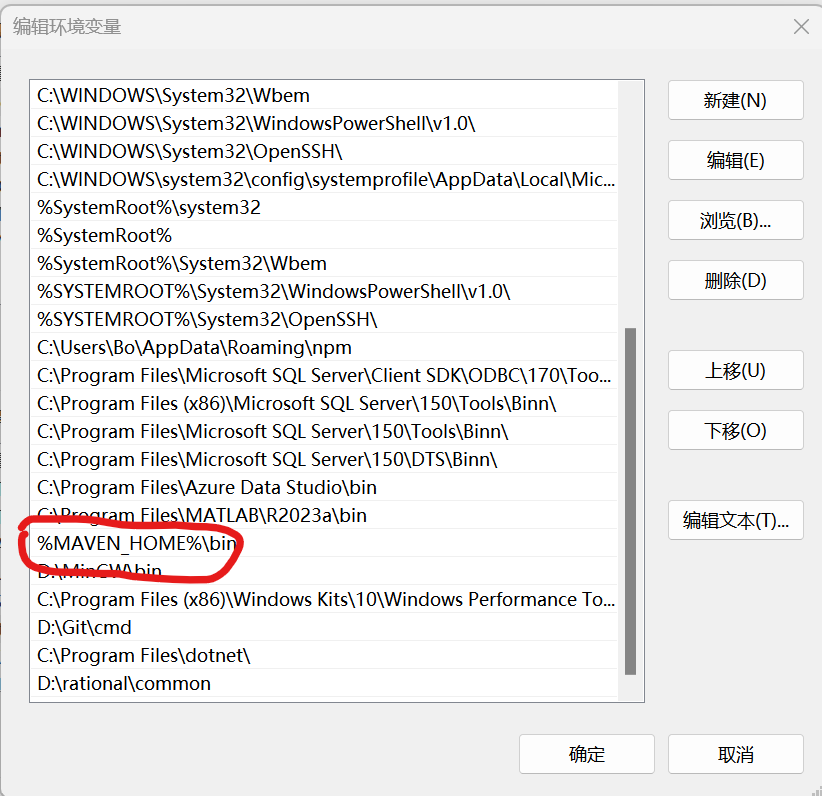 编辑环境变量
C:\WINDOWS\System32\Wbem
C:\WINDOWS\System32\WindowsPowerShell\v1.0\
C:\WINDOWS\System32\OpenSSH\
C:\WINDOWS\system32\config\systemprofile\AppData\Local\Mic...
%SystemRoot%\system32
%SystemRoot%
%SystemRoot%\System32\Wbem
%SYSTEMROOT%\System32\WindowsPowerShell\v1.0\
%SYSTEMROOT%\System32\OpenSSH\
C:\Users\Bo\AppData\Roaming\npm
C:\Program Files\Microsoft SQL Server\Client SDK\ODBC\170\Too...
C:\Program Files (x86)\Microsoft SQL Server\150\Tools\Binn\
C:\Program Files\Microsoft SQL Server\150\Tools\Binn\
C:\Program Files\Microsoft SQL Server\150\DTS\Binn\
C:\Program Files\Azure Data Studio\bin
C:\Program Files\MATLAB\R2023a\bin
%MAVEN_HOME%\bin
D:\MinGW\bin
C:\Program Files (x86)\Windows Kits\10\Windows Performance To...
D:\Git\cmd
C:\Program Files\dotnet\
D:\rational\common
新建(N)
编辑(E)
浏览(B)...
删除(D)
上移(U)
下移(O)
编辑文本(T)...
确定
取消